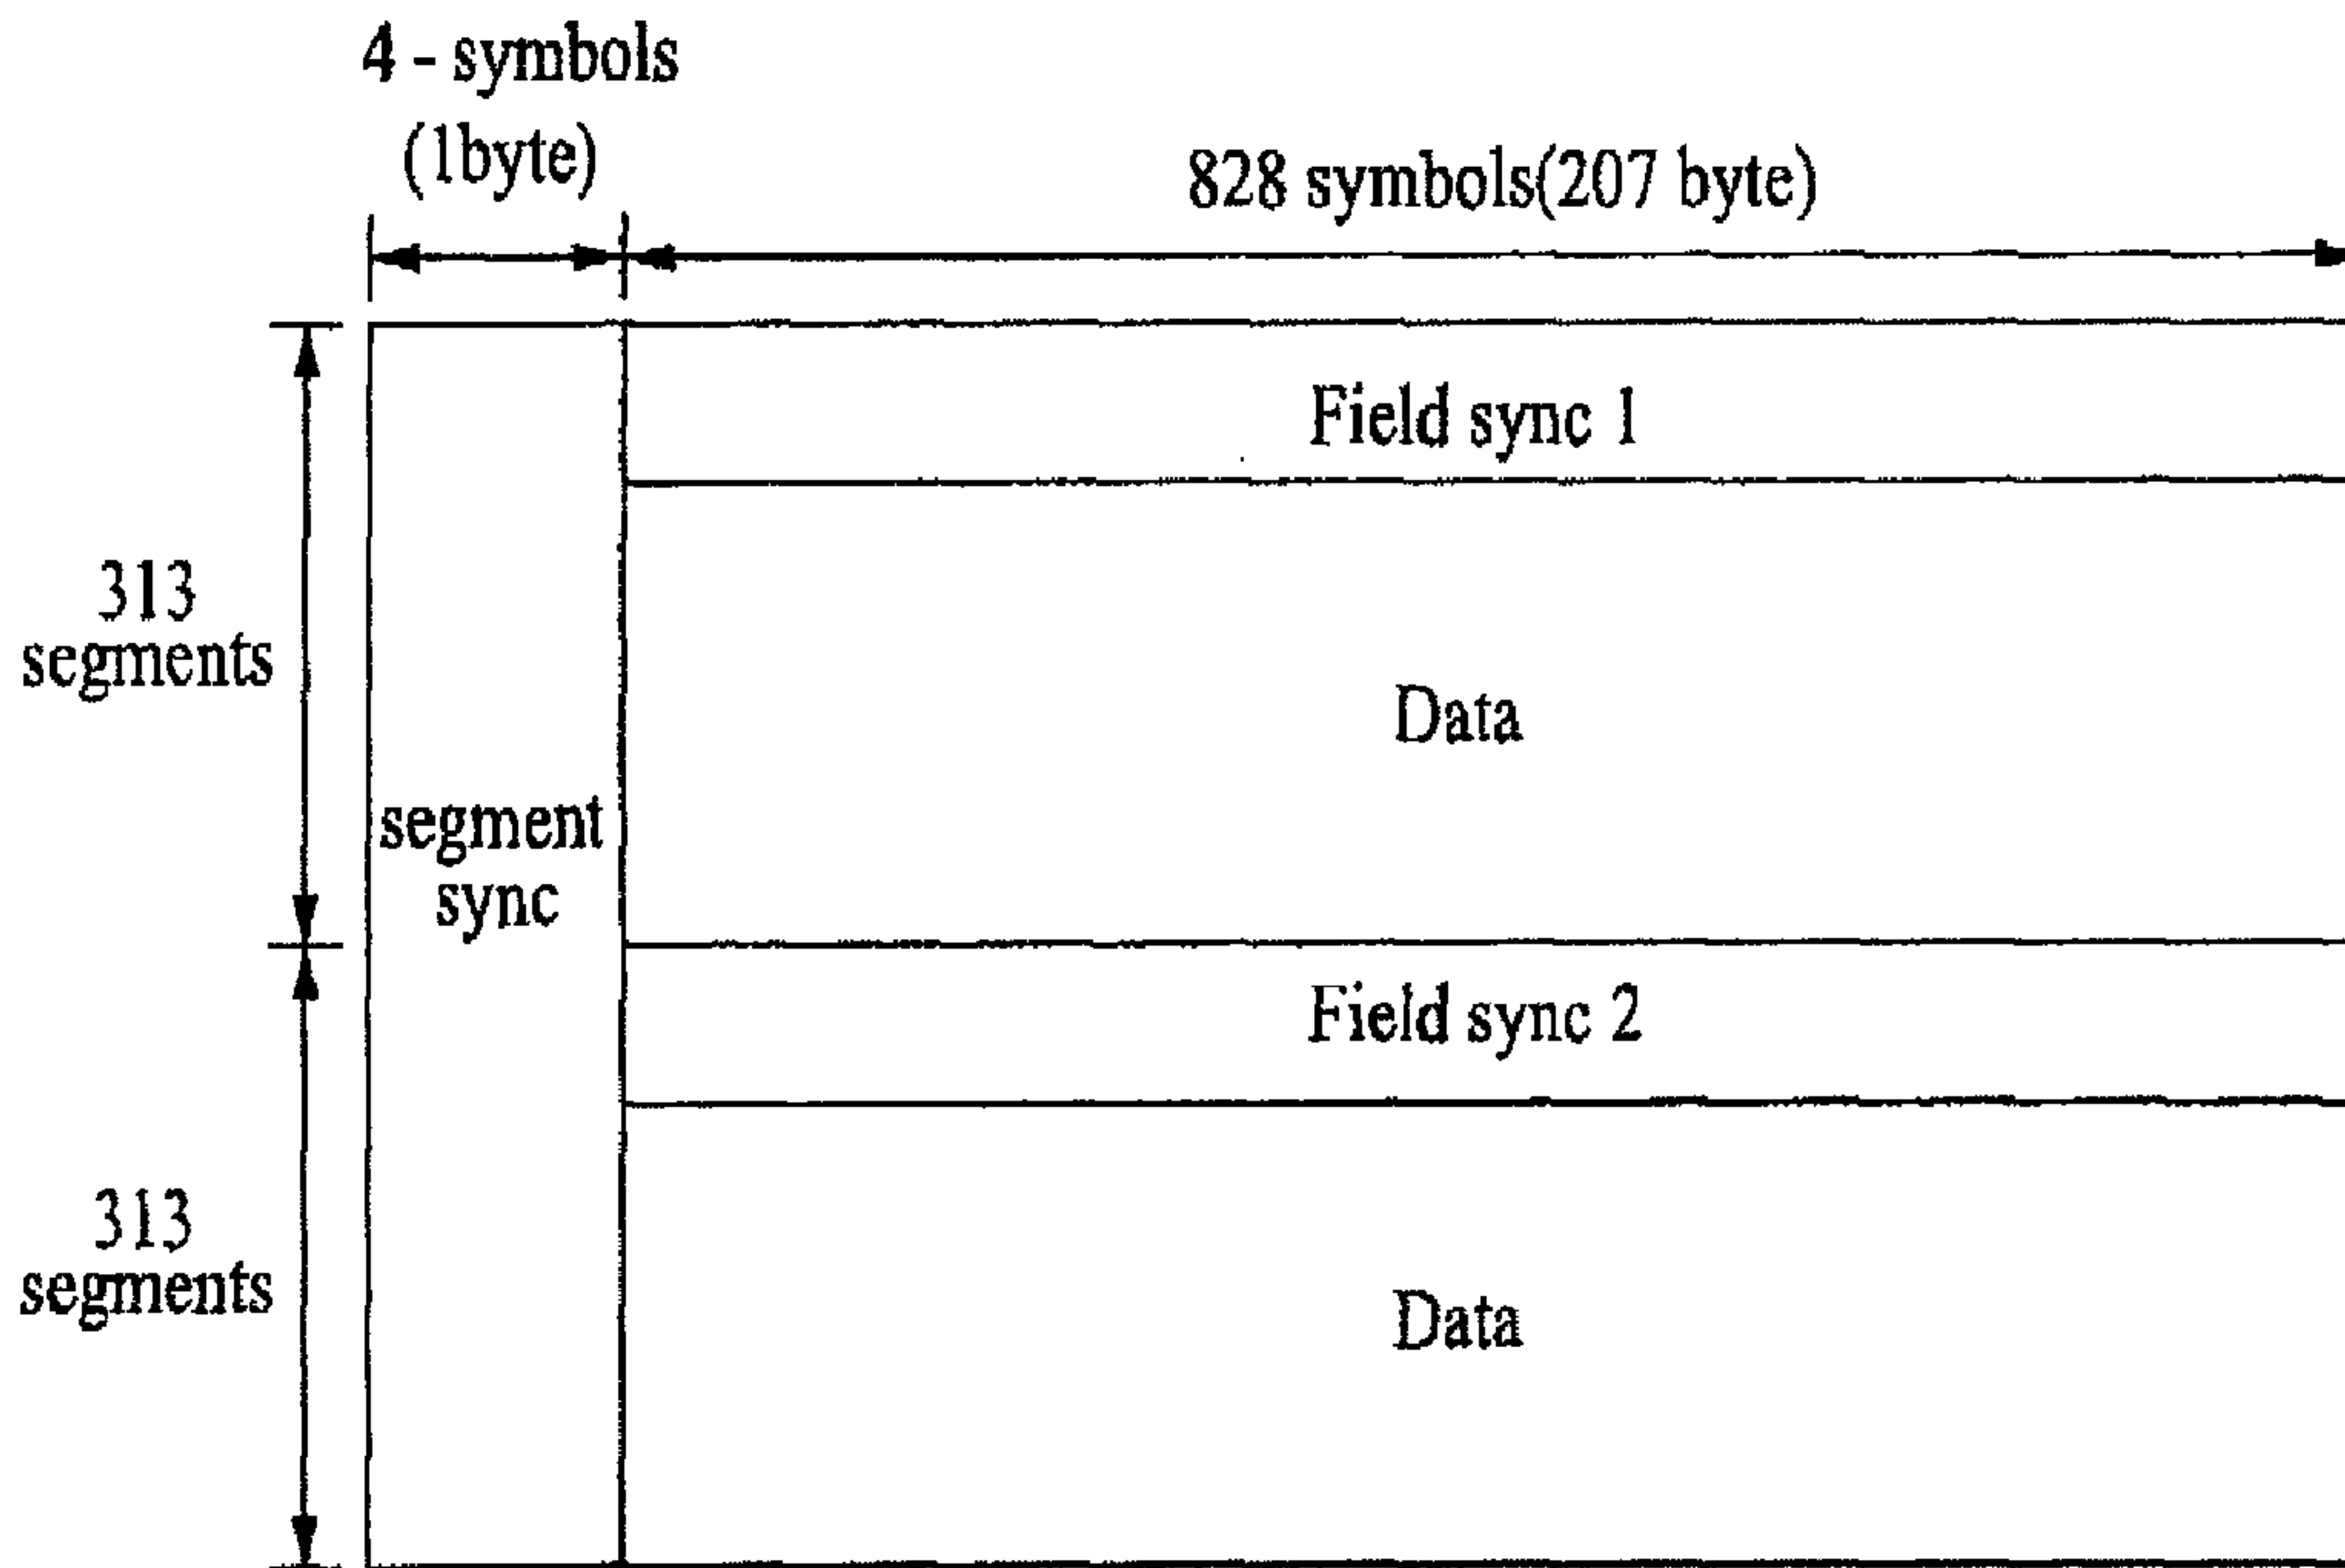 4 - symbols
(1byte)
828 symbols(207 byte)
Field sync 1
313
segments
Data
segment
sync
Field sync 2
313
segments
Data